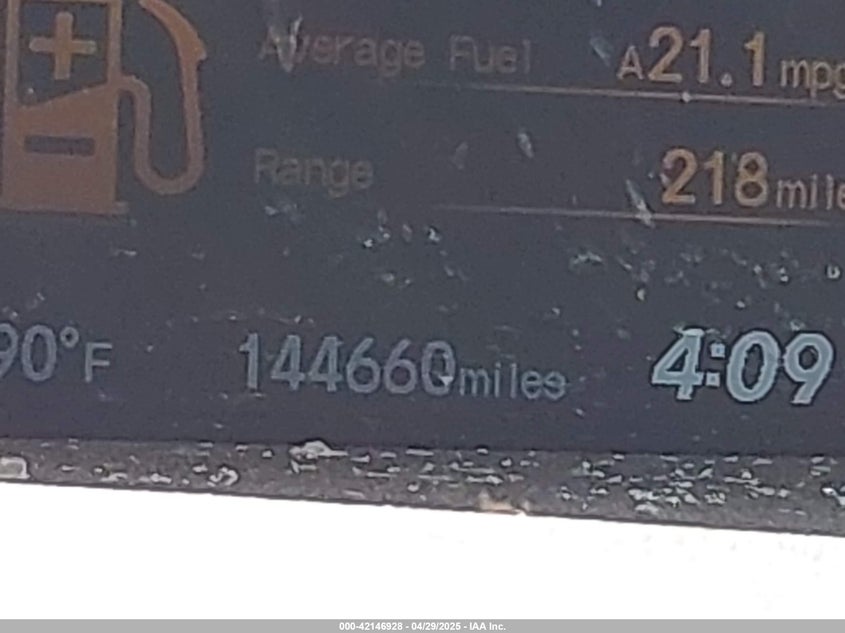 Average Fuel A21.1 mpg
Range 218 mile
90°F 144660 miles 4:09
000-42146928 - 04/29/2025 - IAA Inc.